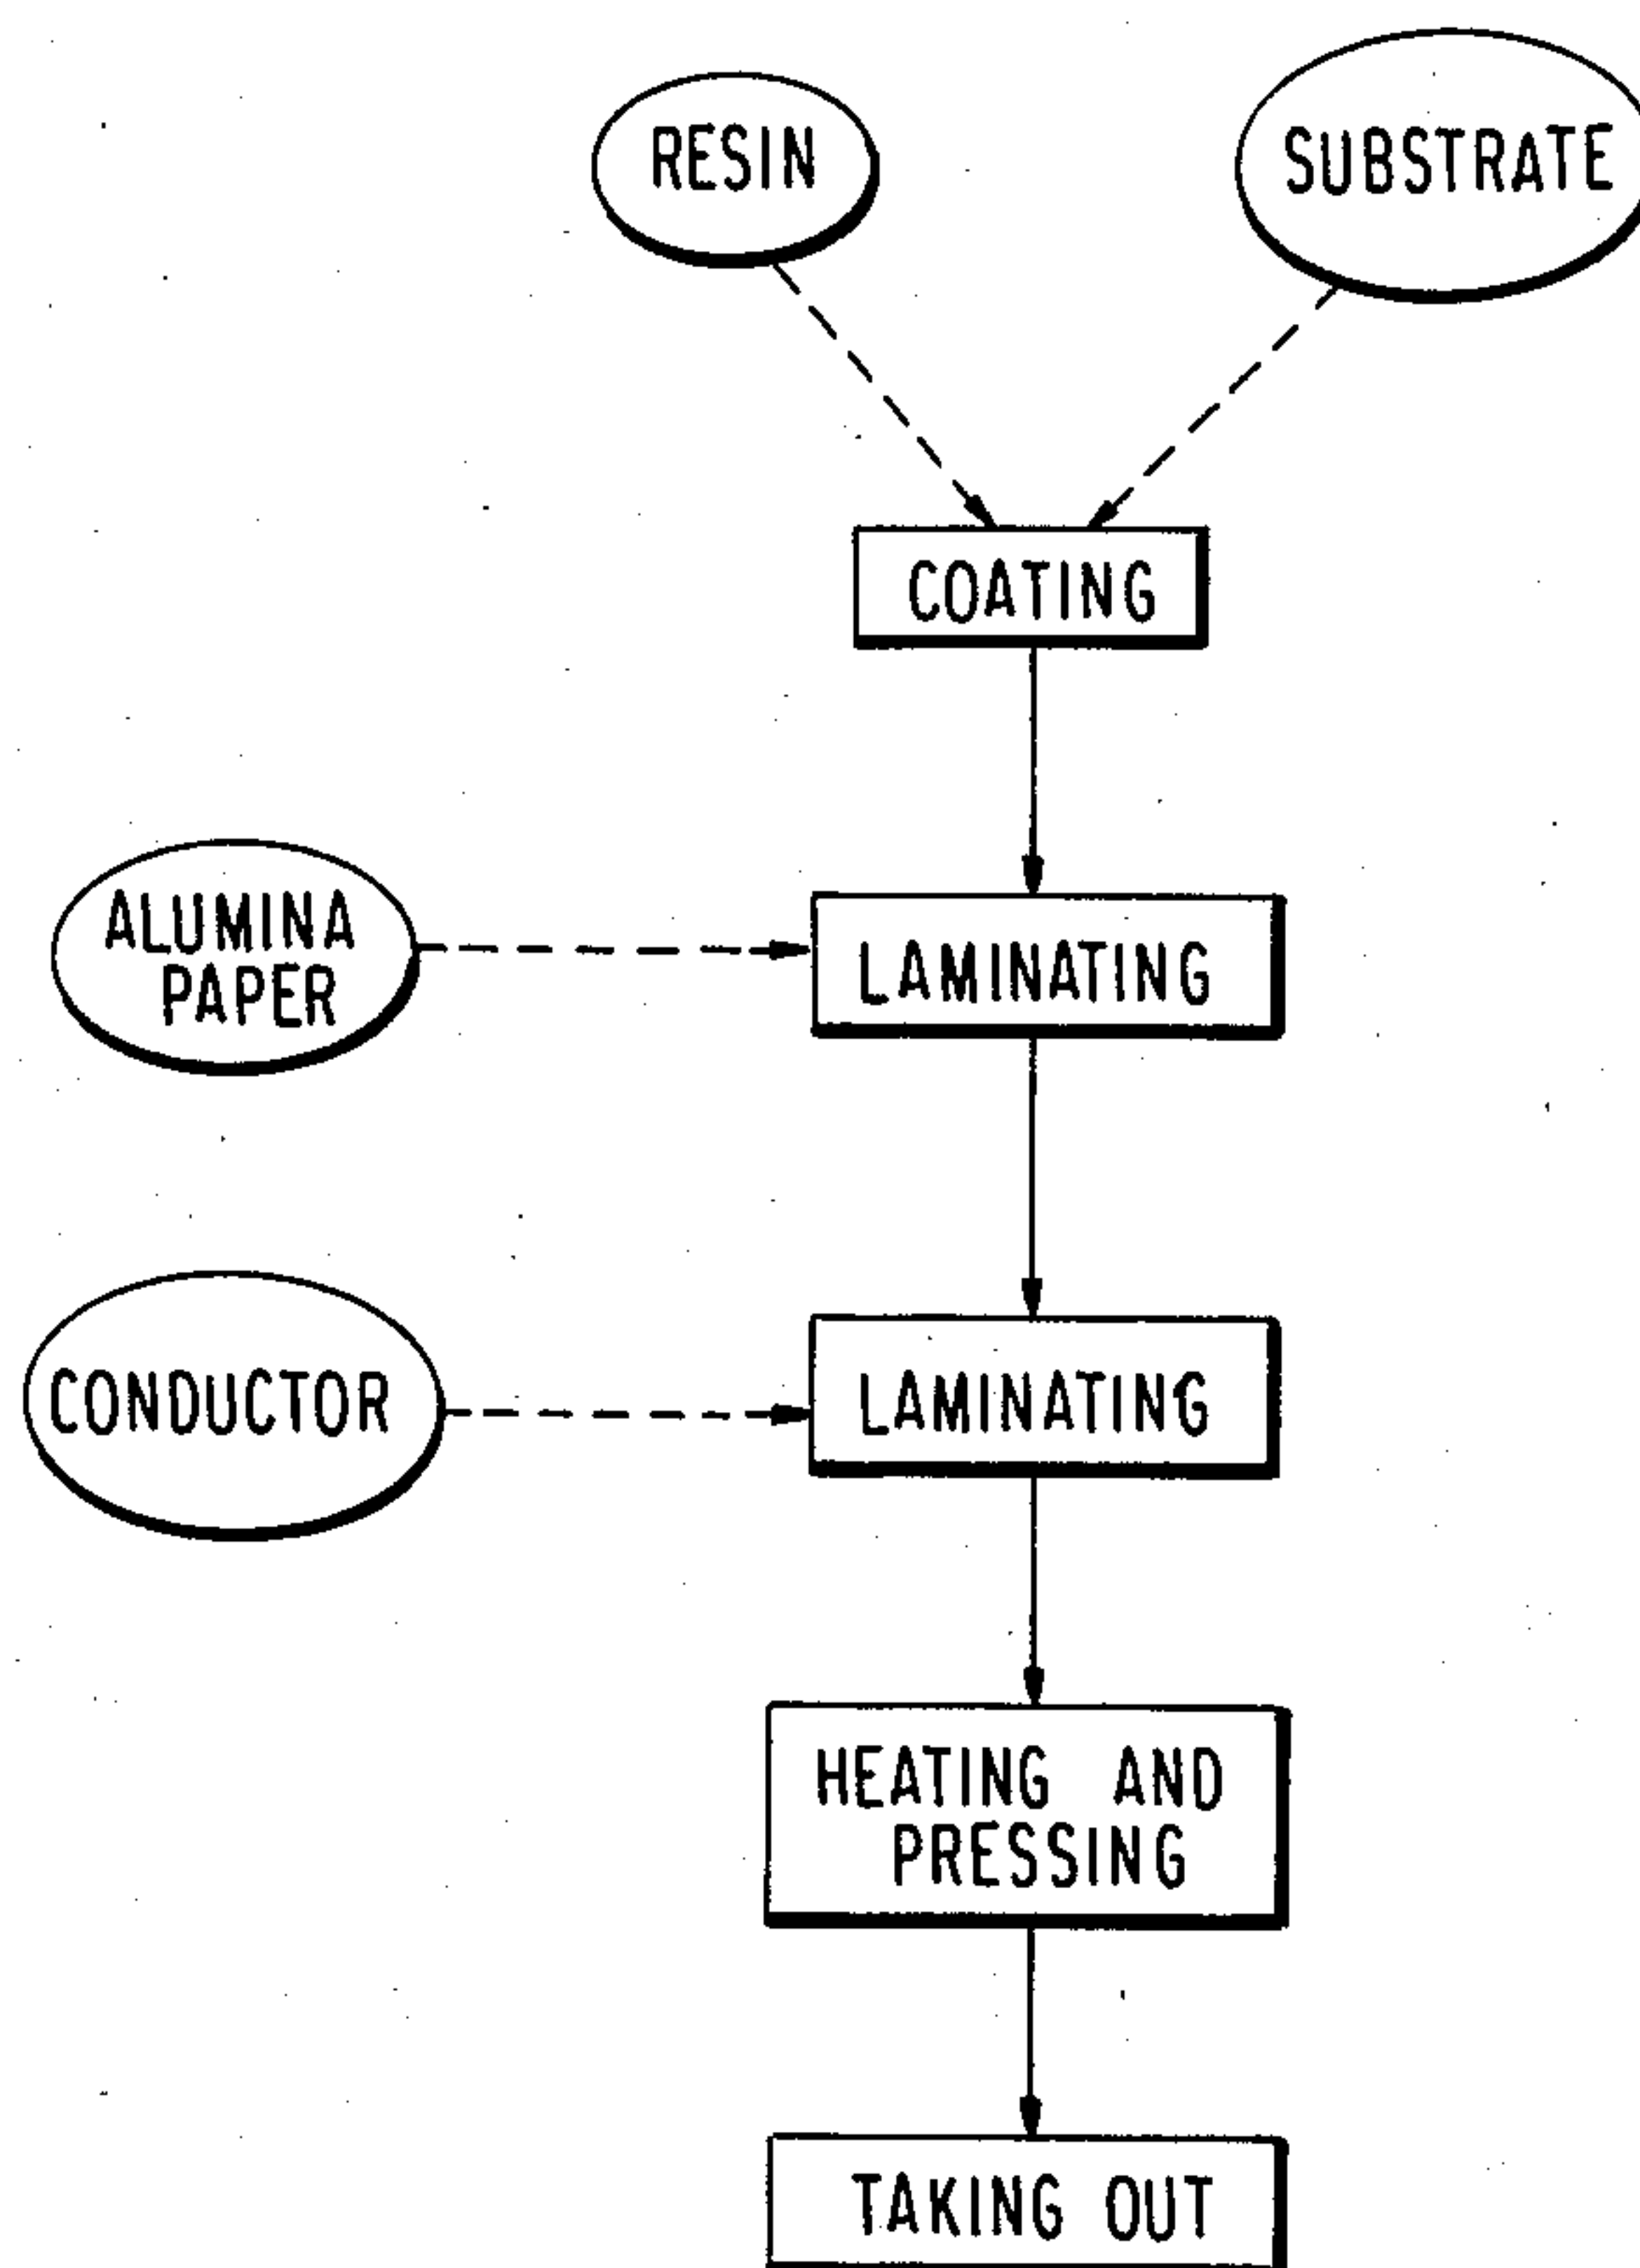 RESIN
SUBSTRATE
COATING
ALUMINA
PAPER
LAMINATING
CONDUCTOR
LAMINATING
HEATING AND
PRESSING
TAKING OUT